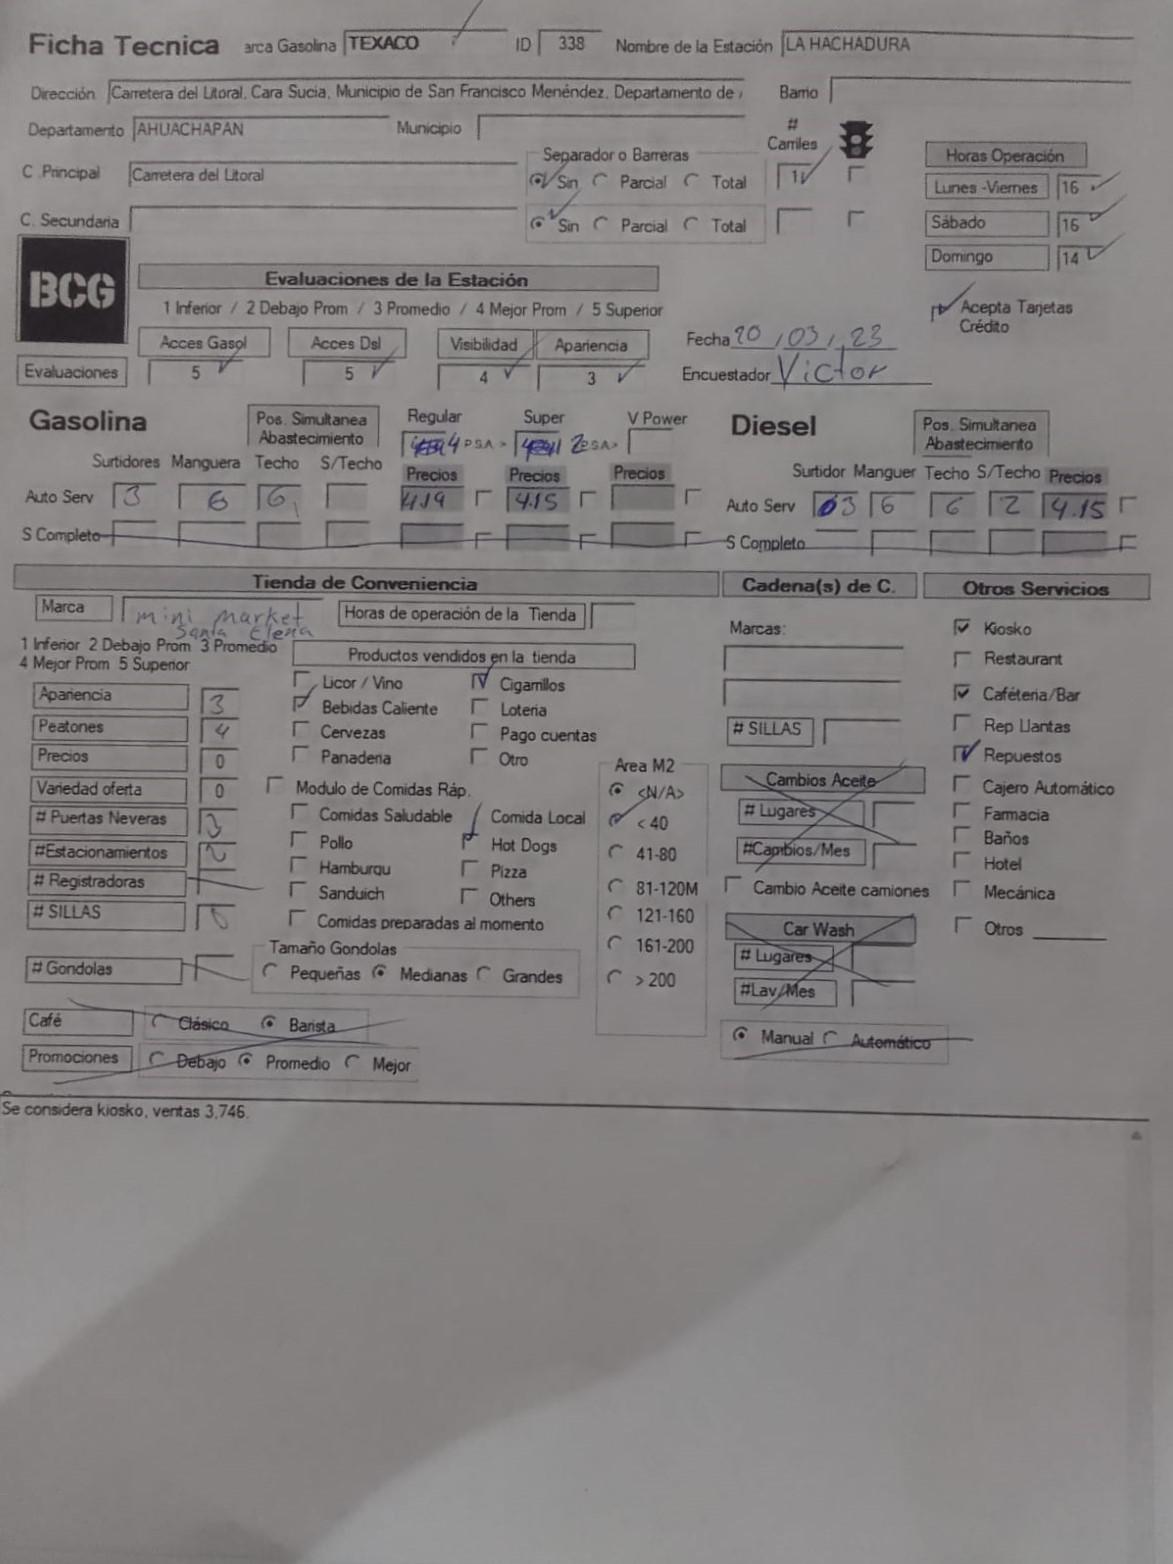 Ficha Tecnica arca Gasolina TEXACO ID 338 Nombre de la Estación LA HACHADURA
Dirección Carretera del Litoral, Cara Sucia, Municipio de San Francisco Menéndez, Departamento de Barrio
Departamento AHUACHAPAN Municipio # Carriles
C .Principal Carretera del Litoral Separador o Barreras Sin Parcial Total 1
C. Secundaria Sin Parcial Total
Horas Operación
Lunes -Viernes 16
Sábado 16
Domingo 14
Acepta Tarjetas Crédito
BCG
Evaluaciones de la Estación
1 Inferior / 2 Debajo Prom / 3 Promedio / 4 Mejor Prom / 5 Superior
Acces Gasol Acces Dsl Visibilidad Apariencia
Evaluaciones 5 5 4 3
Fecha 20 / 03 / 23
Encuestador Victor
Gasolina Pos. Simultanea Abastecimiento Regular Super V Power
4 PSA 2 PSA
Surtidores Manguera Techo S/Techo Precios Precios Precios
Auto Serv 3 6 6 4.19 4.15
S Completo
Diesel Pos. Simultanea Abastecimiento
Surtidor Manguer Techo S/Techo Precios
Auto Serv 3 6 6 2 4.15
S Completo
Tienda de Conveniencia
Marca mini market Santa Elena Horas de operación de la Tienda
1 Inferior 2 Debajo Prom 3 Promedio
4 Mejor Prom 5 Superior
Apariencia 3
Peatones 4
Precios 0
Variedad oferta 0
# Puertas Neveras 3
#Estacionamientos 2
# Registradoras
# SILLAS
# Gondolas
Productos vendidos en la tienda
Licor / Vino Cigarrillos
Bebidas Caliente Loteria
Cervezas Pago cuentas
Panaderia Otro
Modulo de Comidas Ráp.
Comidas Saludable Comida Local
Pollo Hot Dogs
Hamburgu Pizza
Sanduich Others
Comidas preparadas al momento
Tamaño Gondolas
Pequeñas Medianas Grandes
Area M2
<N/A>
< 40
41-80
81-120M
121-160
161-200
> 200
Café Clásico Barista
Promociones Debajo Promedio Mejor
Cadena(s) de C.
Marcas:
# SILLAS
Cambios Aceite
# Lugares
#Cambios/Mes
Cambio Aceite camiones
Car Wash
# Lugares
#Lav/Mes
Manual Automático
Otros Servicios
Kiosko
Restaurant
Caféteria/Bar
Rep Llantas
Repuestos
Cajero Automático
Farmacia
Baños
Hotel
Mecánica
Otros
Se considera kiosko, ventas 3,746.